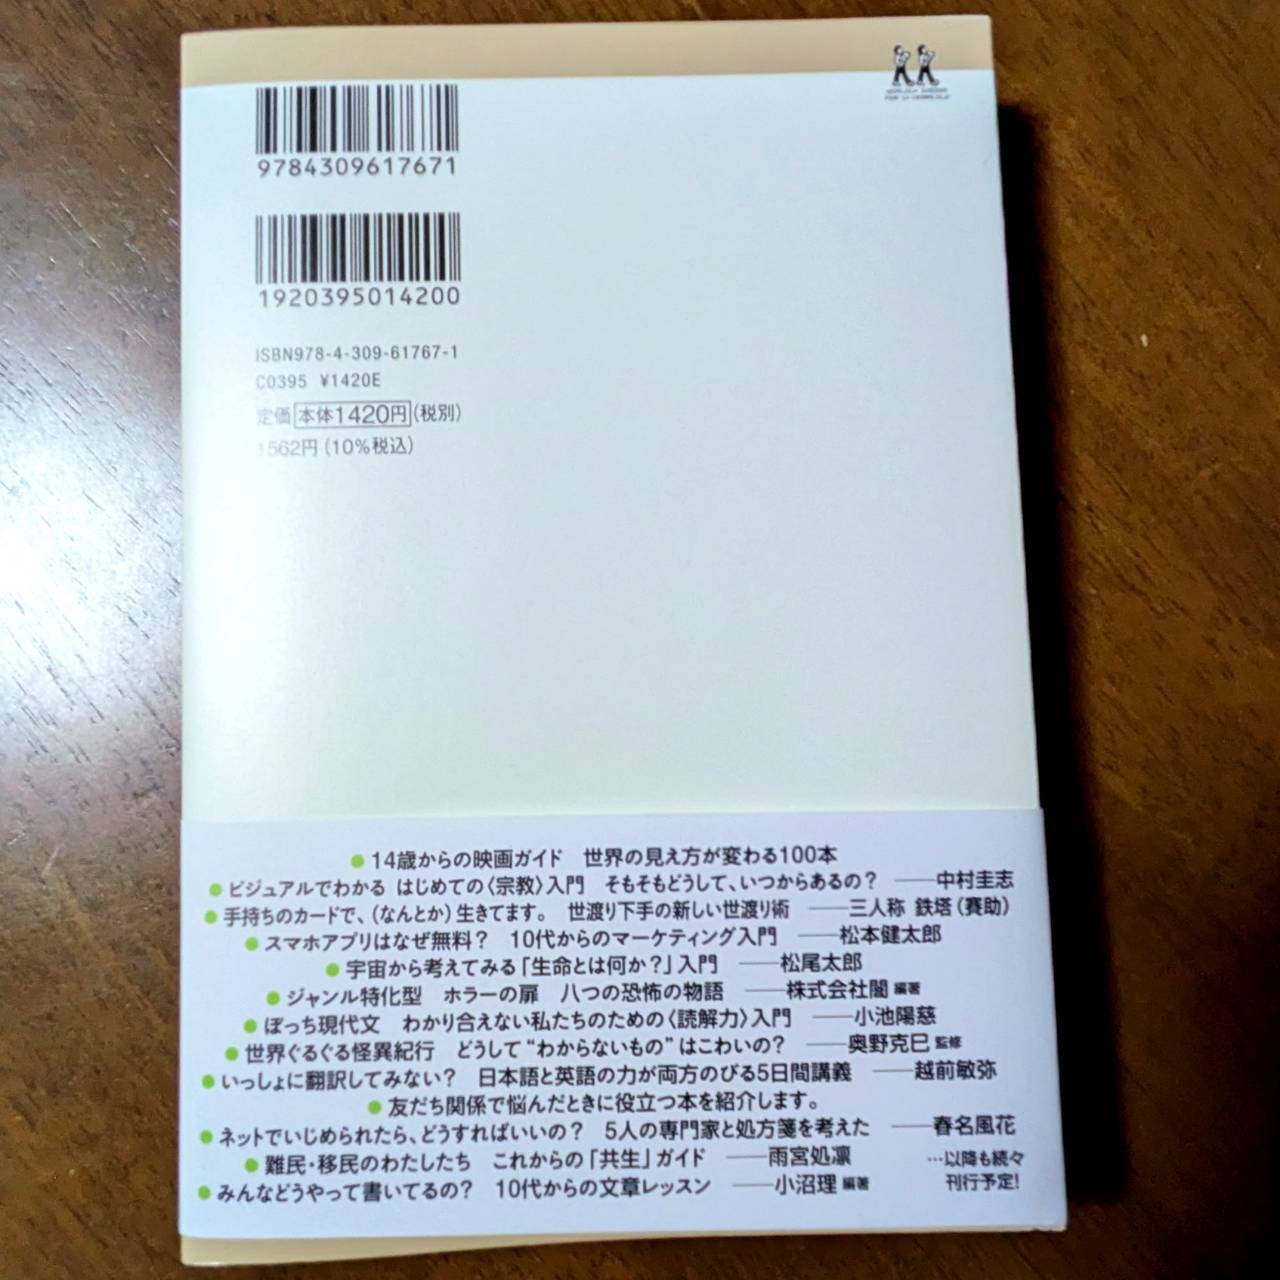 9784309617671
1920395014200
ISBN978-4-309-61767-1
C0395 ¥1420E
定価 本体1420円(税別)
1562円(10%税込)
●14歳からの映画ガイド 世界の見え方が変わる100本
●ビジュアルでわかる はじめての〈宗教〉入門 そもそもどうして、いつからあるの? ——中村圭志
●手持ちのカードで、(なんとか)生きてます。 世渡り下手の新しい世渡り術 ——三人称 鉄塔(賽助)
●スマホアプリはなぜ無料? 10代からのマーケティング入門 ——松本健太郎
●宇宙から考えてみる「生命とは何か?」入門 ——松尾太郎
●ジャンル特化型 ホラーの扉 八つの恐怖の物語 ——株式会社闇 編著
●ぼっち現代文 わかり合えない私たちのための〈読解力〉入門 ——小池陽慈
●世界ぐるぐる怪異紀行 どうして“わからないもの”はこわいの? ——奥野克巳 監修
●いっしょに翻訳してみない? 日本語と英語の力が両方のびる5日間講義 ——越前敏弥
●友だち関係で悩んだときに役立つ本を紹介します。
●ネットでいじめられたら、どうすればいいの? 5人の専門家と処方箋を考えた ——春名風花
●難民・移民のわたしたち これからの「共生」ガイド ——雨宮処凛
●みんなどうやって書いてるの? 10代からの文章レッスン ——小沼理 編著
…以降も続々
刊行予定!